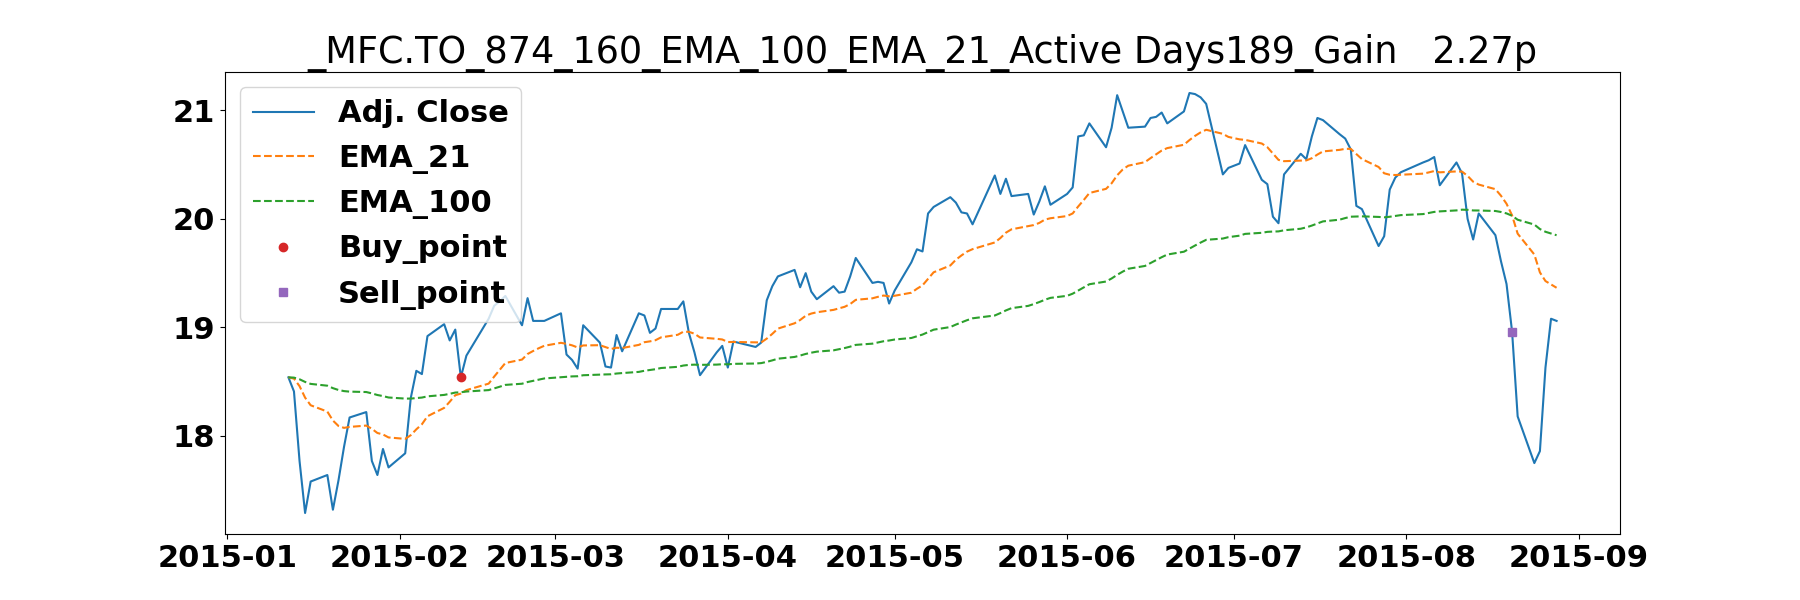 _MFC.TO_874_160_EMA_100_EMA_21_Active Days189_Gain   2.27p
21
20
19
18
Adj. Close
EMA_21
EMA_100
Buy_point
Sell_point
2015-01 2015-02 2015-03 2015-04 2015-05 2015-06 2015-07 2015-08 2015-09